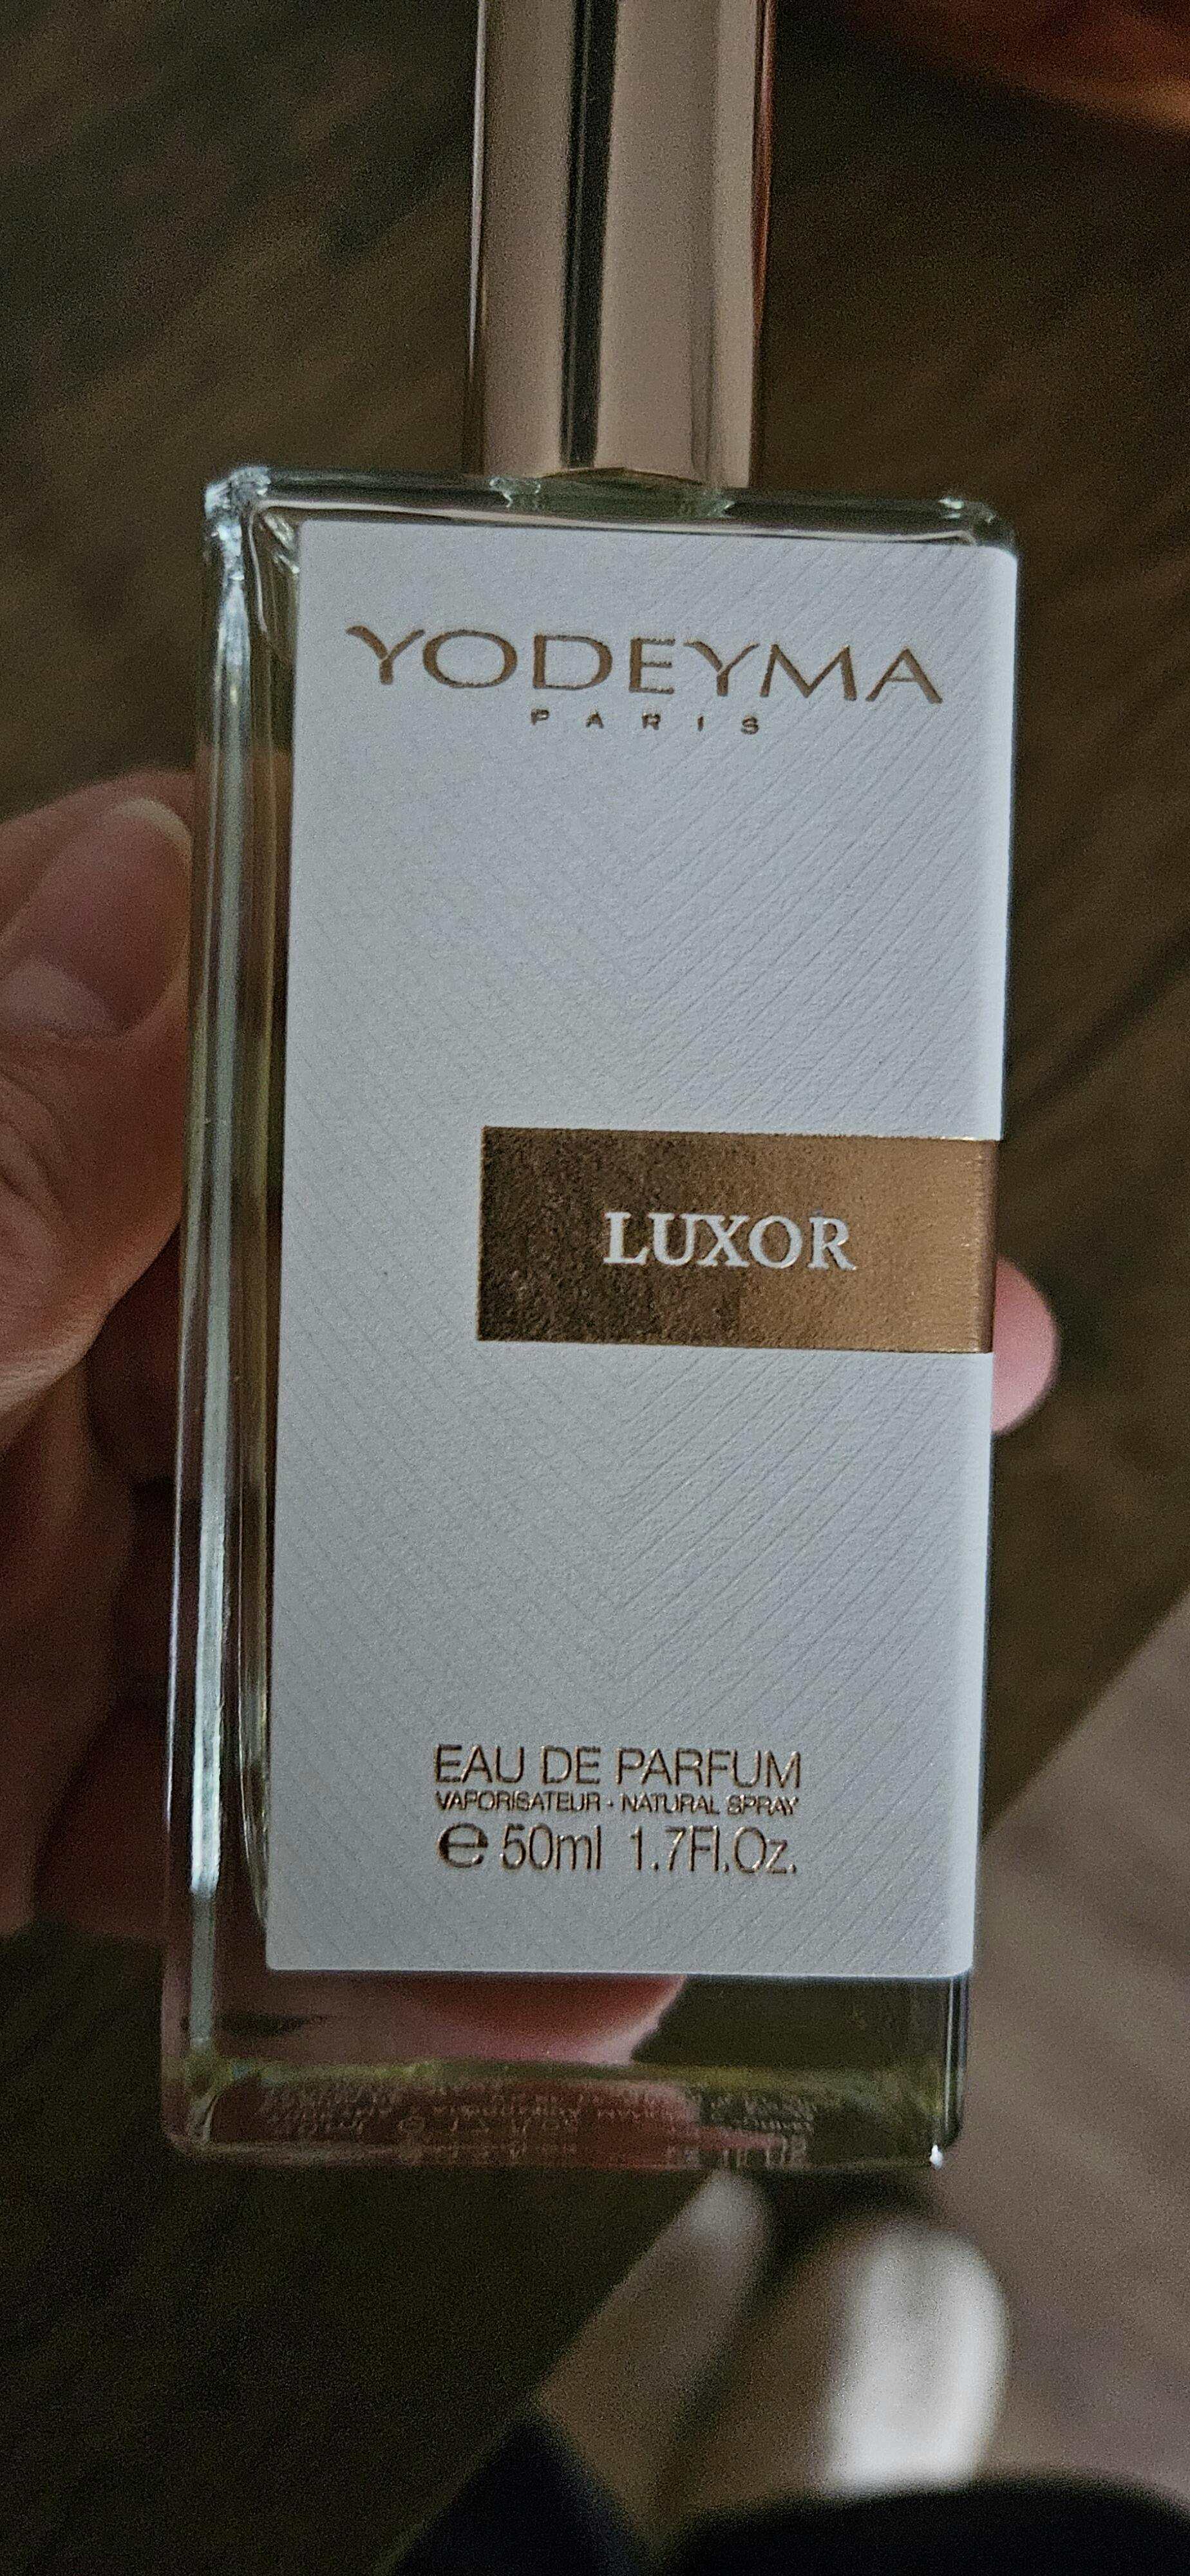 YODEYMA
PARIS
LUXOR
EAU DE PARFUM
VAPORISATEUR · NATURAL SPRAY
℮ 50ml 1.7Fl.Oz.